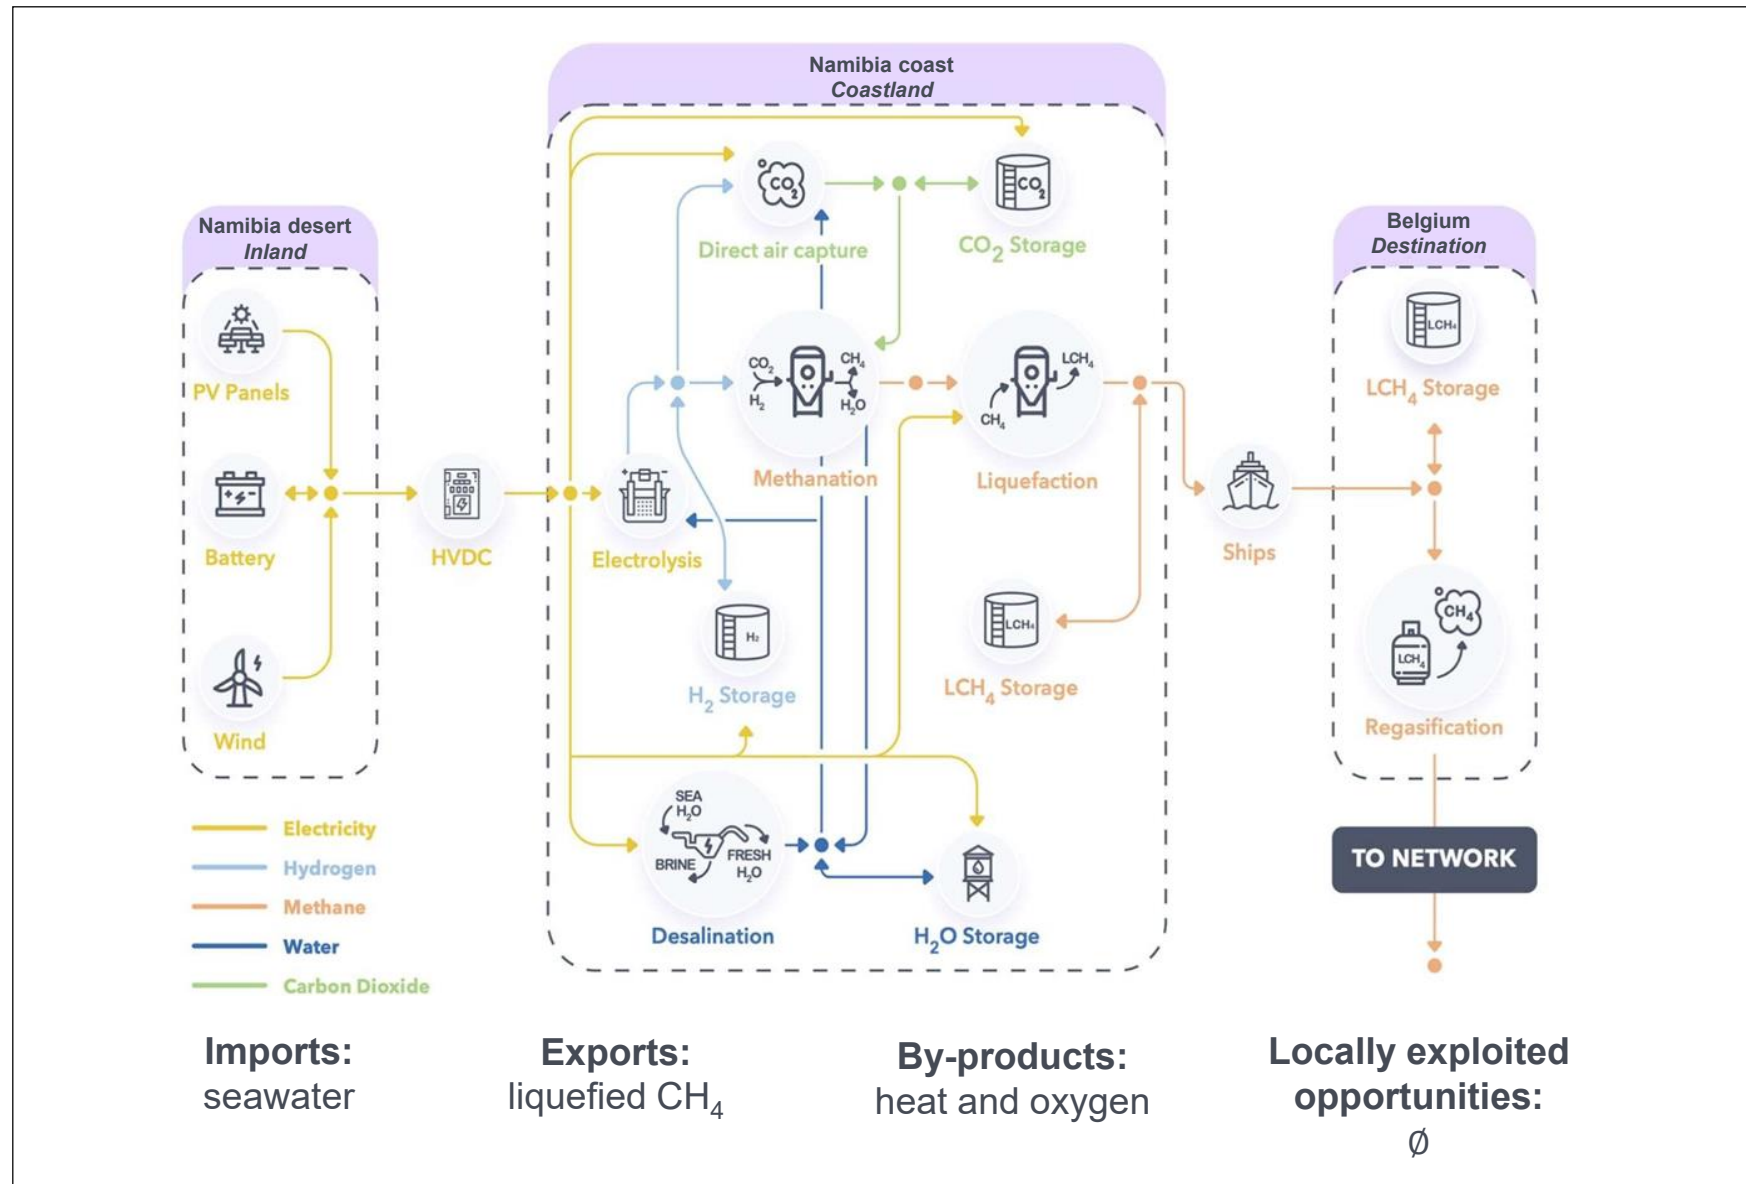 Namibia coast
Coastland
Namibia desert
Inland
Belgium
Destination
CO2
Direct air capture
CO2
CO2 Storage
PV Panels
Battery
Wind
HVDC
Electrolysis
CO2
H2
CH4
H2O
Methanation
CH4
LCH4
Liquefaction
H2
H2 Storage
LCH4
LCH4 Storage
Ships
LCH4
LCH4 Storage
CH4
LCH4
Regasification
TO NETWORK
SEA
H2O
BRINE
FRESH
H2O
Desalination
H2O Storage
Electricity
Hydrogen
Methane
Water
Carbon Dioxide
Imports:
seawater
Exports:
liquefied CH4
By-products:
heat and oxygen
Locally exploited
opportunities:
∅